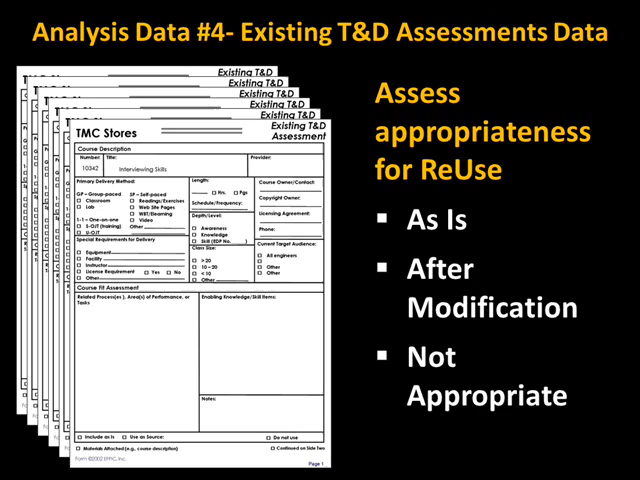 Analysis Data #4- Existing T&D Assessments Data
Existing T&D
Existing T&D
Existing T&D
Existing T&D
Existing T&D
TMC Stores
Existing T&D
Assessment
Course Description
Number: Title: Provider:
10342 Interviewing Skills
Primary Delivery Method:
GP – Group-paced SP – Self-paced
Classroom Readings/Exercises
Lab Web Site Pages
WBT/Elearning
1-1 – One-on-one Video
S-OJT (training) Other
U-OJT
Special Requirements for Delivery
Equipment
Facility
Instructor
License Requirement Yes No
Other
Length:
Hrs. Pgs
Schedule/Frequency:
Depth/Level:
Awareness
Knowledge
Skill (EDP No. )
Class Size:
> 20
10 – 20
< 10
Other
Course Owner/Contact:
Copyright Owner:
Licensing Agreement:
Phone:
Current Target Audience:
All engineers
Other
Other
Course Fit Assessment
Related Process(es), Area(s) of Performance, or
Tasks
Enabling Knowledge/Skill Items:
Notes:
Include as Is Use as Source: Do not use
Materials Attached (e.g., course description) Continued on Side Two
Form ©2002 EPPIC, Inc.
Page 1
Assess
appropriateness
for ReUse
▪ As Is
▪ After
Modification
▪ Not
Appropriate